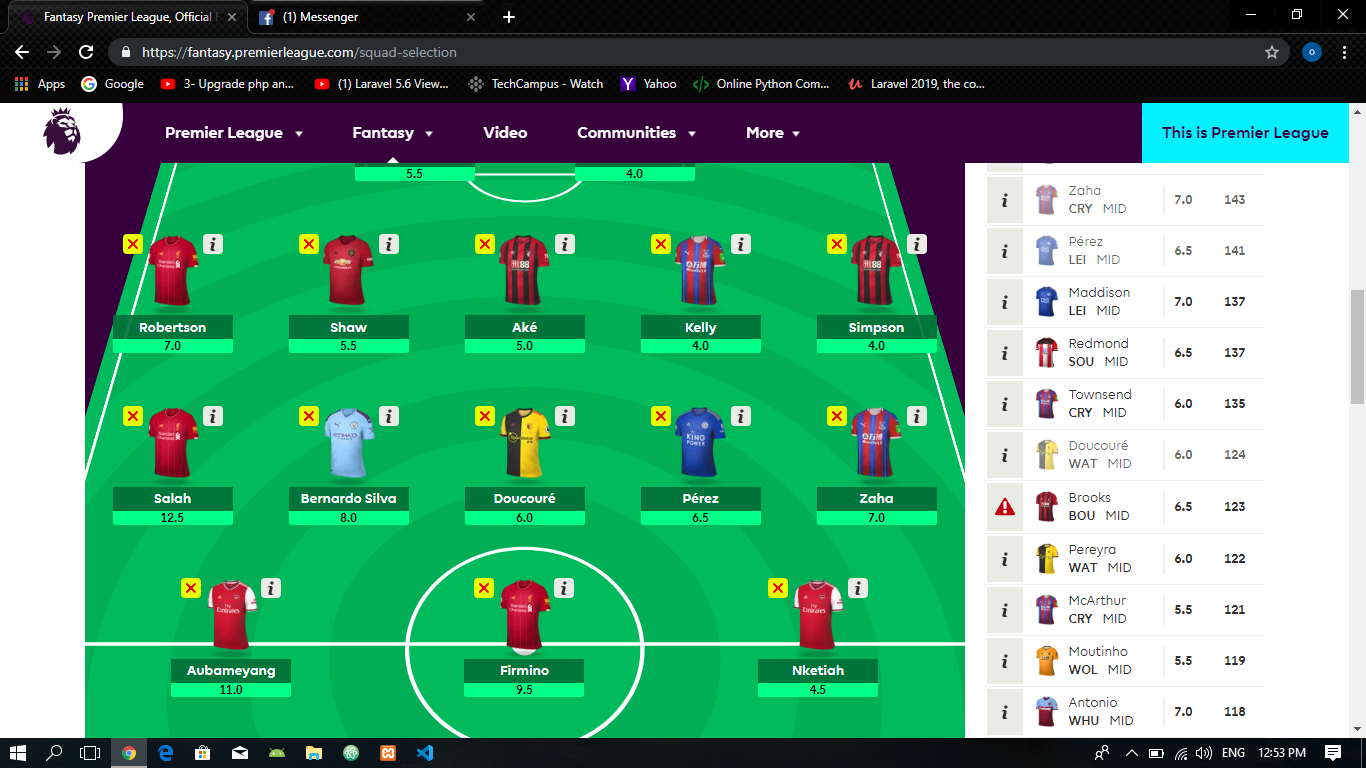 Fantasy Premier League, Official
(1) Messenger
https://fantasy.premierleague.com/squad-selection
Apps
Google
3- Upgrade php an...
(1) Laravel 5.6 View...
TechCampus - Watch
Yahoo
Online Python Com...
Laravel 2019, the co...
Premier League
Fantasy
Video
Communities
More
This is Premier League
5.5
4.0
Robertson
7.0
Shaw
5.5
Aké
5.0
Kelly
4.0
Simpson
4.0
Salah
12.5
Bernardo Silva
8.0
Doucouré
6.0
Pérez
6.5
Zaha
7.0
Aubameyang
11.0
Firmino
9.5
Nketiah
4.5
Zaha
CRY MID
7.0
143
Pérez
LEI MID
6.5
141
Maddison
LEI MID
7.0
137
Redmond
SOU MID
6.5
137
Townsend
CRY MID
6.0
135
Doucouré
WAT MID
6.0
124
Brooks
BOU MID
6.5
123
Pereyra
WAT MID
6.0
122
McArthur
CRY MID
5.5
121
Moutinho
WOL MID
5.5
119
Antonio
WHU MID
7.0
118
KING
POWER
ENG
12:53 PM